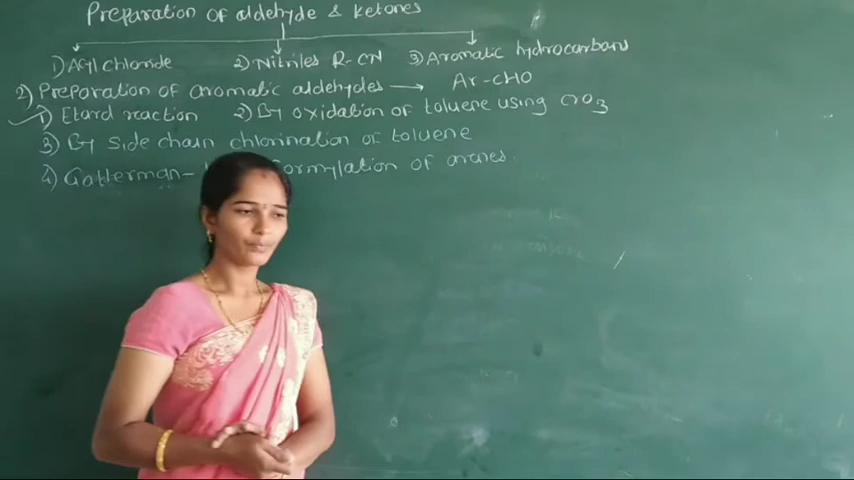 Preparation of aldehyde & Ketones
1) Acyl chloride 2) Nitriles R-CN 3) Aromatic hydrocarbons
2) Preparation of aromatic aldehydes → Ar-CHO
1) Etard reaction 2) By oxidation of toluene using CrO3
3) By side chain chlorination of toluene
4) Gatterman- formylation of arenes.